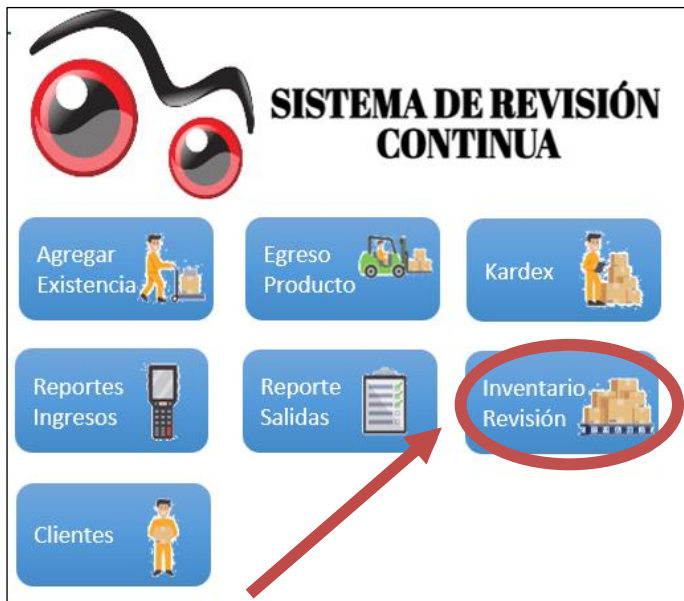 SISTEMA DE REVISIÓN
CONTINUA
Agregar
Existencia
Egreso
Producto
Kardex
Reportes
Ingresos
Reporte
Salidas
Inventario
Revisión
Clientes